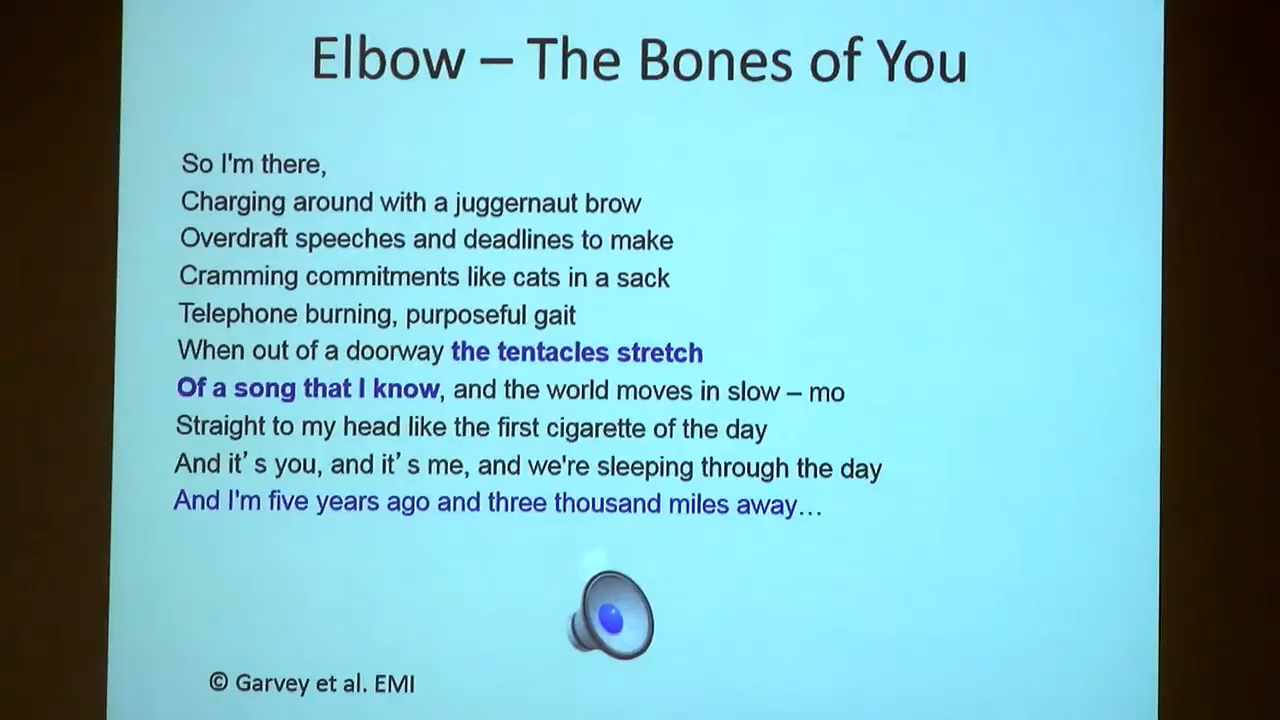 Elbow – The Bones of You
So I'm there,
Charging around with a juggernaut brow
Overdraft speeches and deadlines to make
Cramming commitments like cats in a sack
Telephone burning, purposeful gait
When out of a doorway the tentacles stretch
Of a song that I know, and the world moves in slow – mo
Straight to my head like the first cigarette of the day
And it's you, and it's me, and we're sleeping through the day
And I'm five years ago and three thousand miles away…
© Garvey et al. EMI